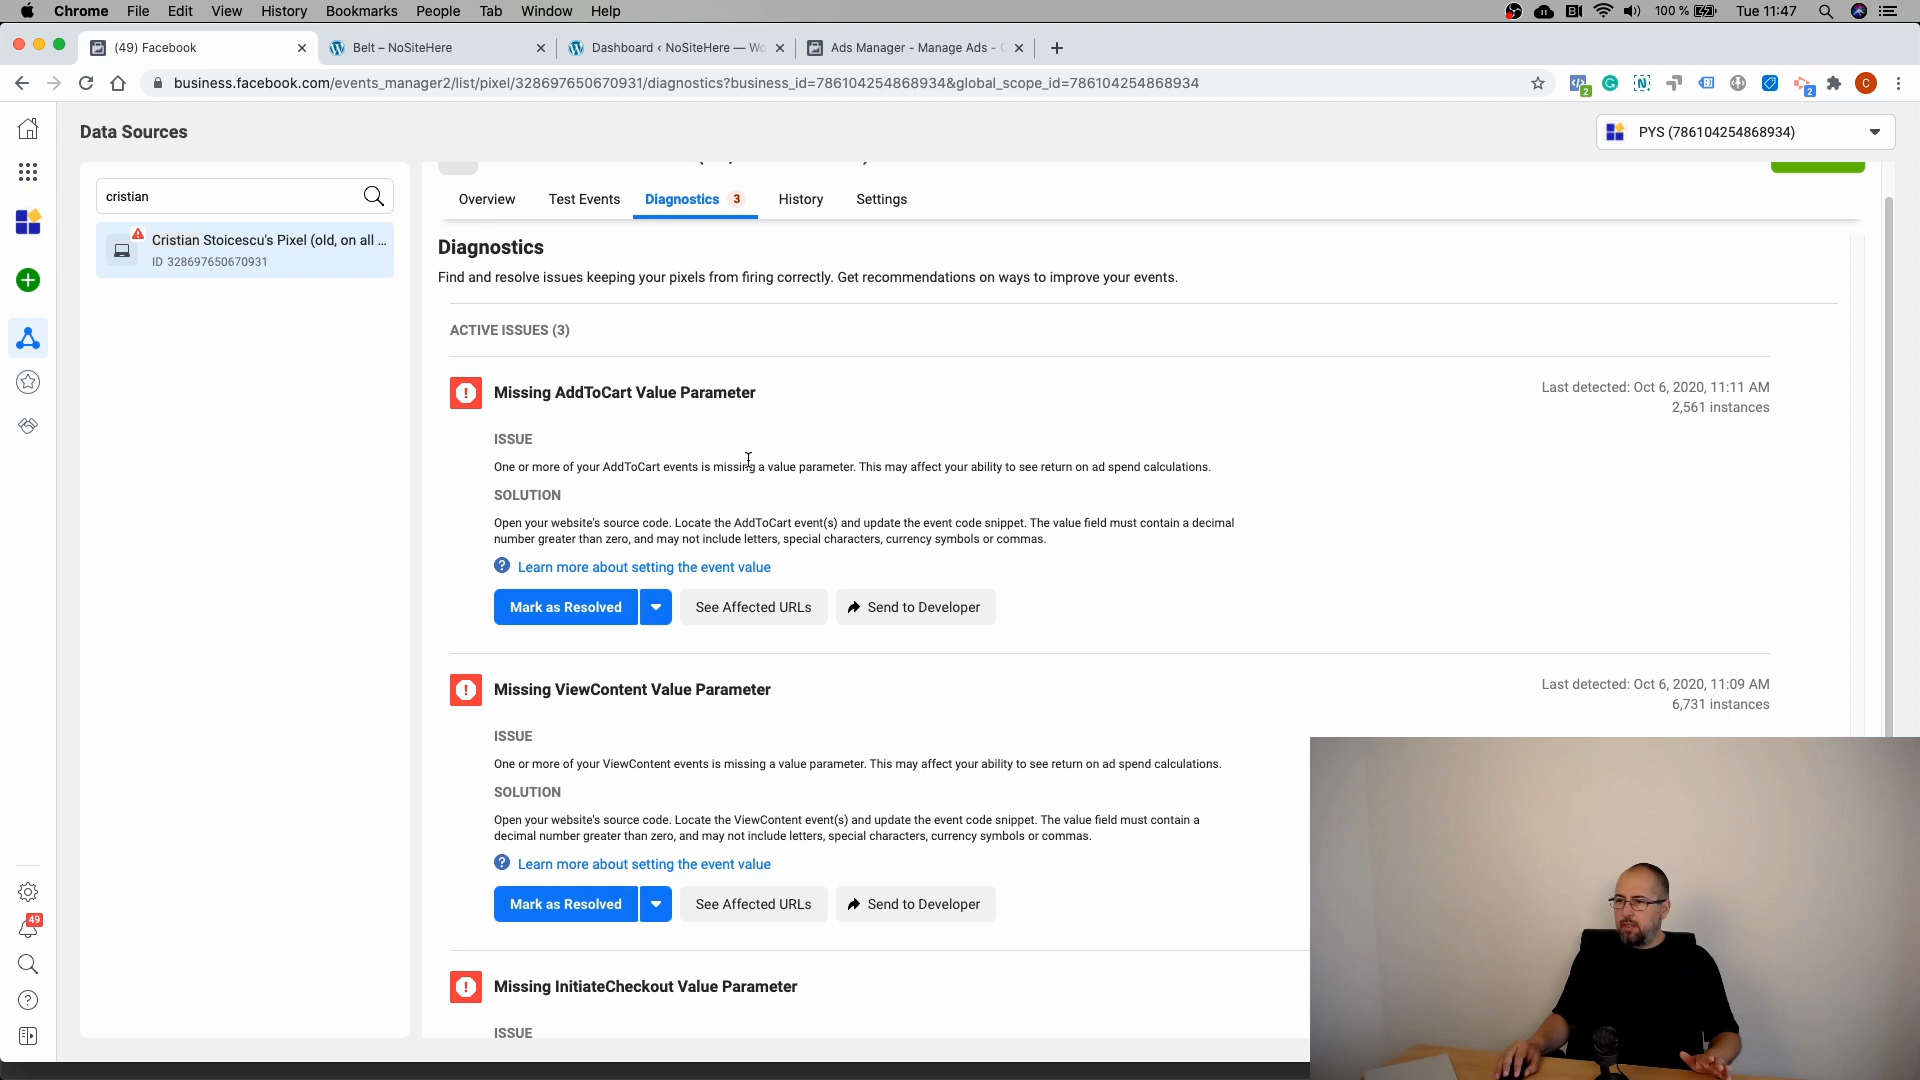 Chrome File Edit View History Bookmarks People Tab Window Help
100 % Tue 11:47
(49) Facebook
Belt – NoSiteHere
Dashboard ‹ NoSiteHere — Wo
Ads Manager - Manage Ads -
business.facebook.com/events_manager2/list/pixel/328697650670931/diagnostics?business_id=786104254868934&global_scope_id=786104254868934
2
2
C
Data Sources
PYS (786104254868934)
cristian
Cristian Stoicescu's Pixel (old, on all ...
ID 328697650670931
Overview
Test Events
Diagnostics 3
History
Settings
Diagnostics
Find and resolve issues keeping your pixels from firing correctly. Get recommendations on ways to improve your events.
ACTIVE ISSUES (3)
Missing AddToCart Value Parameter
Last detected: Oct 6, 2020, 11:11 AM
2,561 instances
ISSUE
One or more of your AddToCart events is missing a value parameter. This may affect your ability to see return on ad spend calculations.
SOLUTION
Open your website's source code. Locate the AddToCart event(s) and update the event code snippet. The value field must contain a decimal
number greater than zero, and may not include letters, special characters, currency symbols or commas.
Learn more about setting the event value
Mark as Resolved
See Affected URLs
Send to Developer
Missing ViewContent Value Parameter
Last detected: Oct 6, 2020, 11:09 AM
6,731 instances
ISSUE
One or more of your ViewContent events is missing a value parameter. This may affect your ability to see return on ad spend calculations.
SOLUTION
Open your website's source code. Locate the ViewContent event(s) and update the event code snippet. The value field must contain a
decimal number greater than zero, and may not include letters, special characters, currency symbols or commas.
Learn more about setting the event value
Mark as Resolved
See Affected URLs
Send to Developer
49
Missing InitiateCheckout Value Parameter
ISSUE